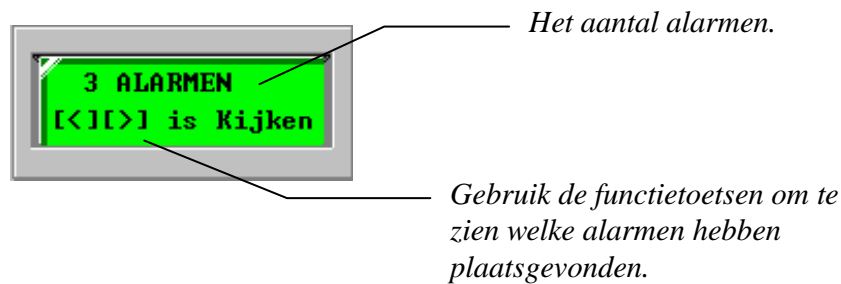 Het aantal alarmen.
3 ALARMEN
[<][>] is Kijken
Gebruik de functietoetsen om te
zien welke alarmen hebben
plaatsgevonden.